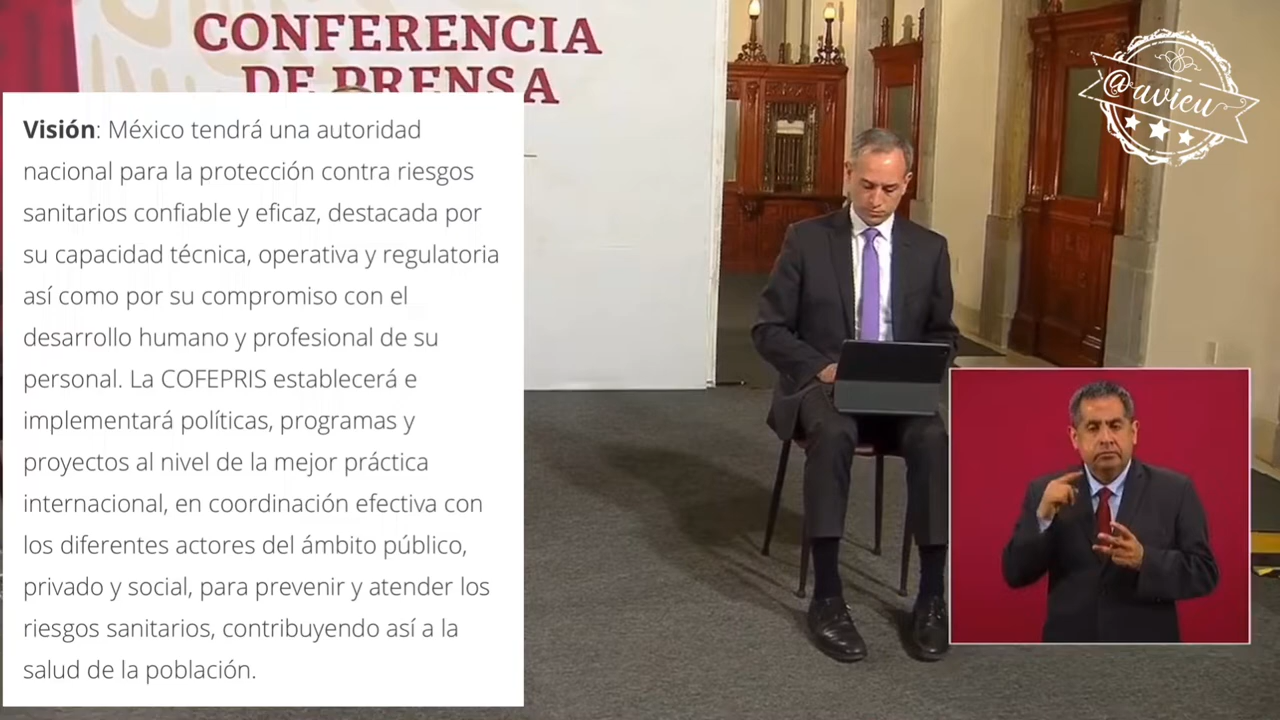 CONFERENCIA
DE PRENSA
@avieu
Visión: México tendrá una autoridad
nacional para la protección contra riesgos
sanitarios confiable y eficaz, destacada por
su capacidad técnica, operativa y regulatoria
así como por su compromiso con el
desarrollo humano y profesional de su
personal. La COFEPRIS establecerá e
implementará políticas, programas y
proyectos al nivel de la mejor práctica
internacional, en coordinación efectiva con
los diferentes actores del ámbito público,
privado y social, para prevenir y atender los
riesgos sanitarios, contribuyendo así a la
salud de la población.